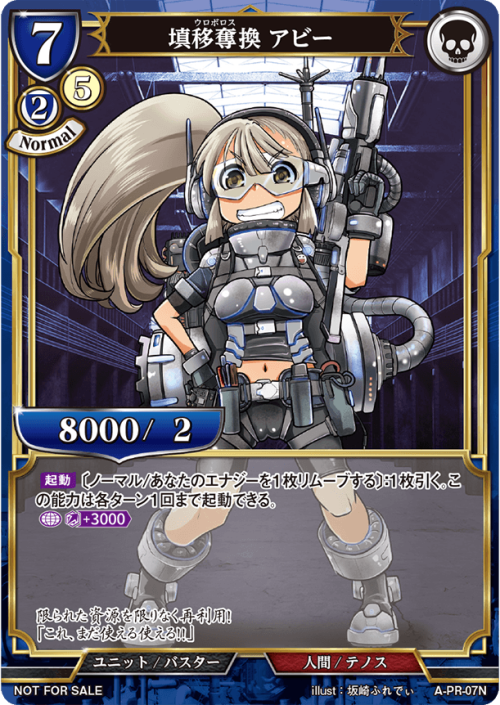 ウロボロス
7
填移奪換 アビー
2
5
Normal
8000/ 2
起動 〔ノーマル/あなたのエナジーを1枚リムーブする〕:1枚引く。こ
の能力は各ターン1回まで起動できる。
+3000
限られた資源を限りなく再利用!
「これ、まだ使える使える!!」
ユニット / バスター
人間 / テノス
NOT FOR SALE
illust : 坂崎ふれでぃ
A-PR-07N